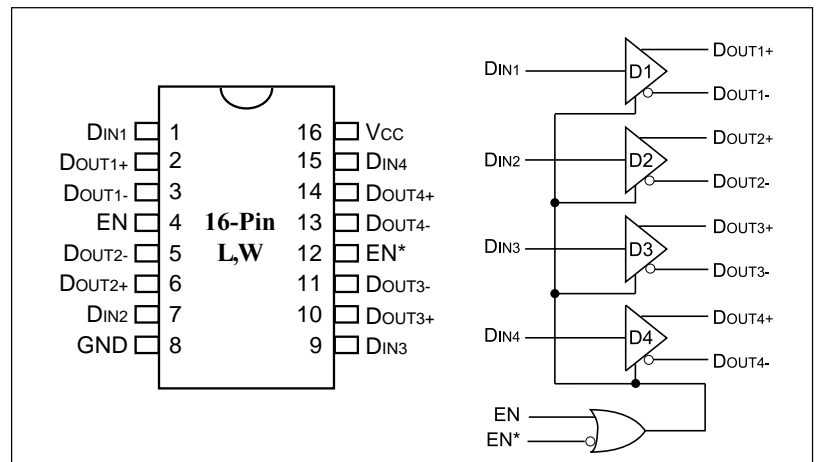 DIN1 1 16 VCC
DOUT1+ 2 15 DIN4
DOUT1- 3 14 DOUT4+
EN 4 16-Pin 13 DOUT4-
DOUT2- 5 L,W 12 EN*
DOUT2+ 6 11 DOUT3-
DIN2 7 10 DOUT3+
GND 8 9 DIN3
DOUT1+
DIN1 D1
DOUT1-
DOUT2+
DIN2 D2
DOUT2-
DOUT3+
DIN3 D3
DOUT3-
DOUT4+
DIN4 D4
DOUT4-
EN
EN*